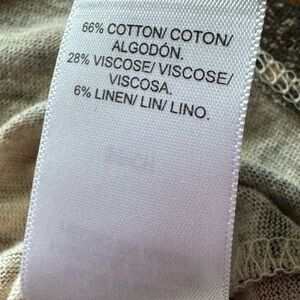 66% COTTON/ COTON/
ALGODÓN.
28% VISCOSE/ VISCOSE/
VISCOSA.
6% LINEN/ LIN/ LINO.